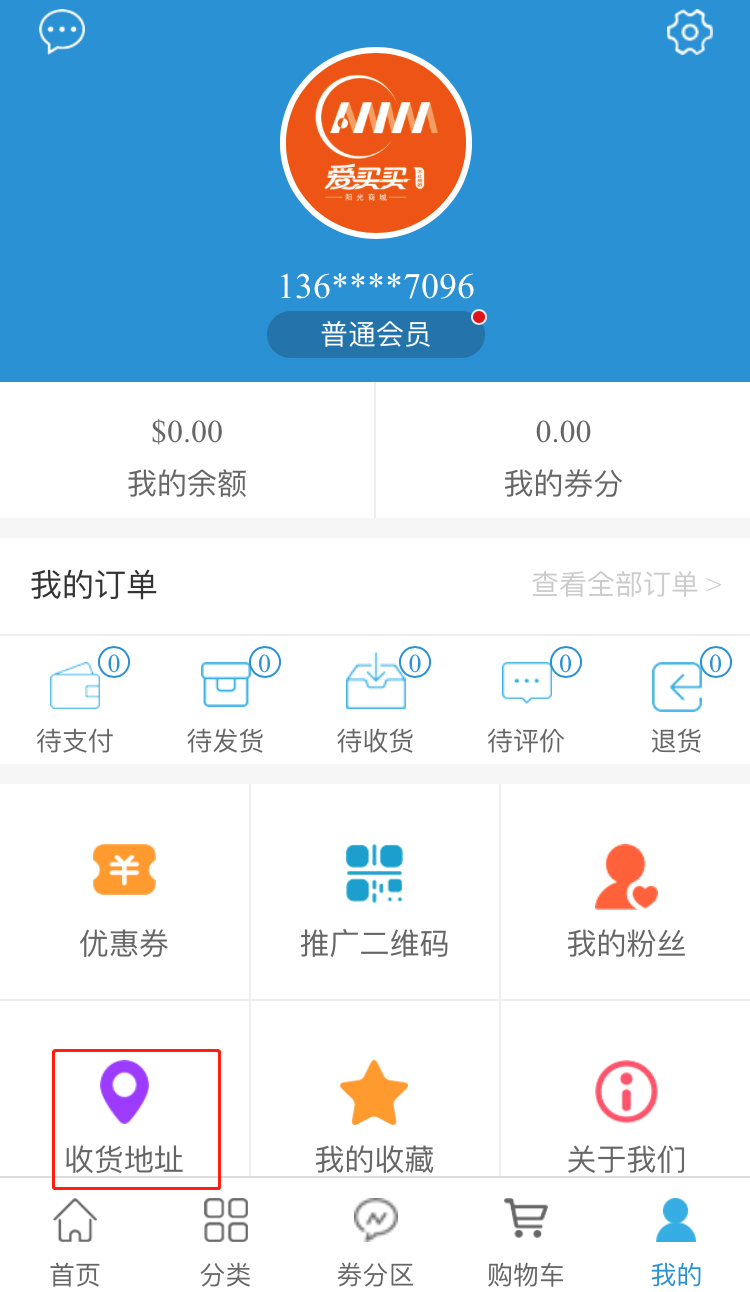 爱买买
阳光商城
136****7096
普通会员
$0.00
0.00
我的余额
我的券分
我的订单
查看全部订单 >
0 0 0 0 0
待支付 待发货 待收货 待评价 退货
优惠券 推广二维码 我的粉丝
收货地址 我的收藏 关于我们
首页 分类 券分区 购物车 我的